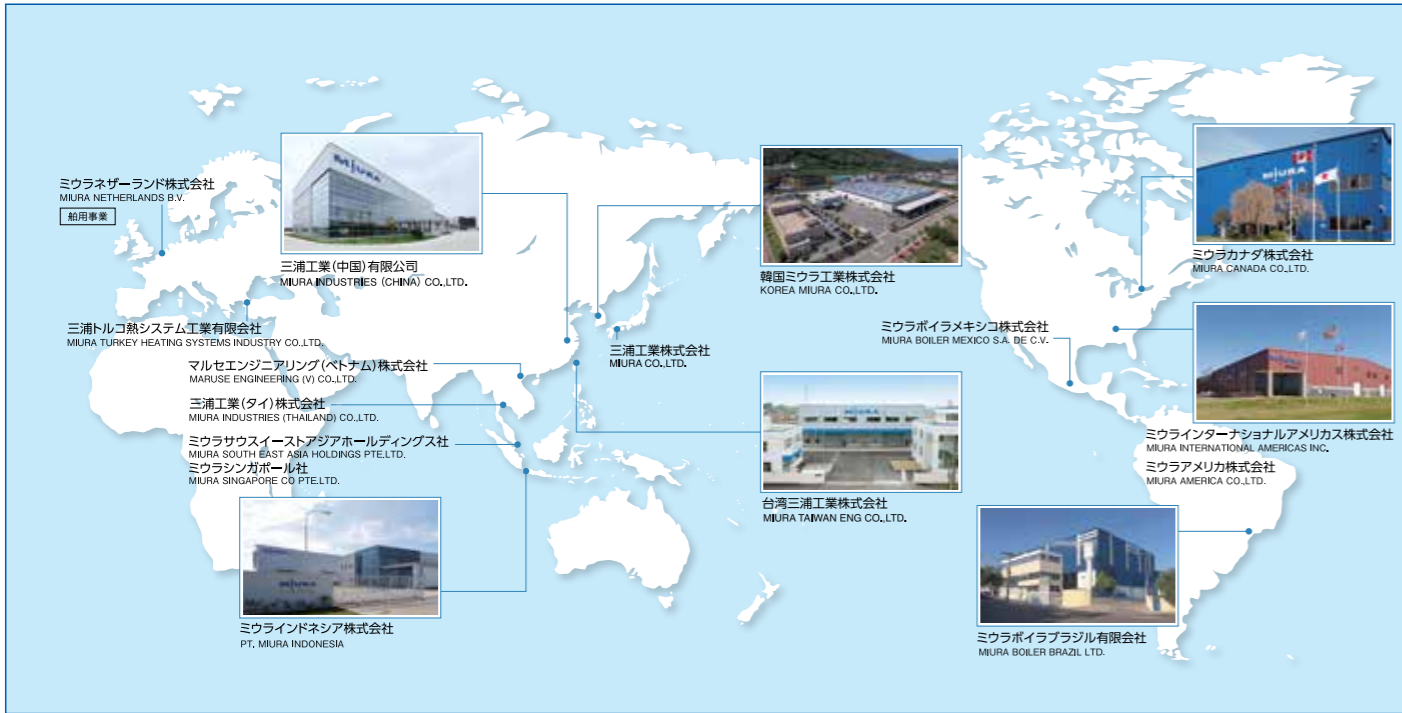 ミウラネザーランド株式会社
MIURA NETHERLANDS B.V.
舶用事業
MIURA
三浦工業(中国)有限公司
MIURA INDUSTRIES (CHINA) CO.,LTD.
三浦トルコ熱システム工業有限会社
MIURA TURKEY HEATING SYSTEMS INDUSTRY CO.,LTD.
マルセエンジニアリング(ベトナム)株式会社
MARUSE ENGINEERING (V) CO.,LTD.
三浦工業(タイ)株式会社
MIURA INDUSTRIES (THAILAND) CO.,LTD.
ミウラサウスイーストアジアホールディングス社
MIURA SOUTH EAST ASIA HOLDINGS PTE.LTD.
ミウラシンガポール社
MIURA SINGAPORE CO PTE.LTD.
MIURA
ミウラインドネシア株式会社
PT. MIURA INDONESIA
韓国ミウラ工業株式会社
KOREA MIURA CO.,LTD.
三浦工業株式会社
MIURA CO.,LTD.
MIURA
台湾三浦工業株式会社
MIURA TAIWAN ENG CO.,LTD.
MIURA
ミウラカナダ株式会社
MIURA CANADA CO.,LTD.
ミウラボイラメキシコ株式会社
MIURA BOILER MEXICO S.A. DE C.V.
MIURA
ミウラインターナショナルアメリカス株式会社
MIURA INTERNATIONAL AMERICAS INC.
ミウラアメリカ株式会社
MIURA AMERICA CO.,LTD.
ミウラボイラブラジル有限会社
MIURA BOILER BRAZIL LTD.